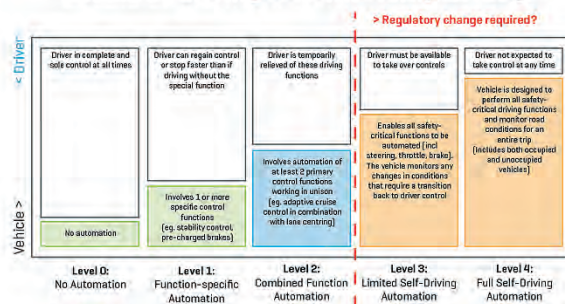 > Regulatory change required?
< Driver
Vehicle >
Driver in complete and
sole control at all times
No automation
Level 0:
No Automation
Driver can regain control
or stop faster than if
driving without the
special function
Involves 1 or more
specific control
functions
(eg. stability control,
pre-charged brakes)
Level 1:
Function-specific
Automation
Driver is temporarily
relieved of these driving
functions
Involves automation of
at least 2 primary
control functions
working in unison
(eg. adaptive cruise
control in combination
with lane centring)
Level 2:
Combined Function
Automation
Driver must be available
to take over controls
Enables all safety-
critical functions to be
automated [incl
steering, throttle, brake].
The vehicle monitors any
changes in conditions
that require a transition
back to driver control
Level 3:
Limited Self-Driving
Automation
Driver not expected to
take control at any time
Vehicle is designed to
perform all safety-
critical driving functions
and monitor road
conditions for an
entire trip
(includes both occupied
and unoccupied
vehicles)
Level 4:
Full Self-Driving
Automation